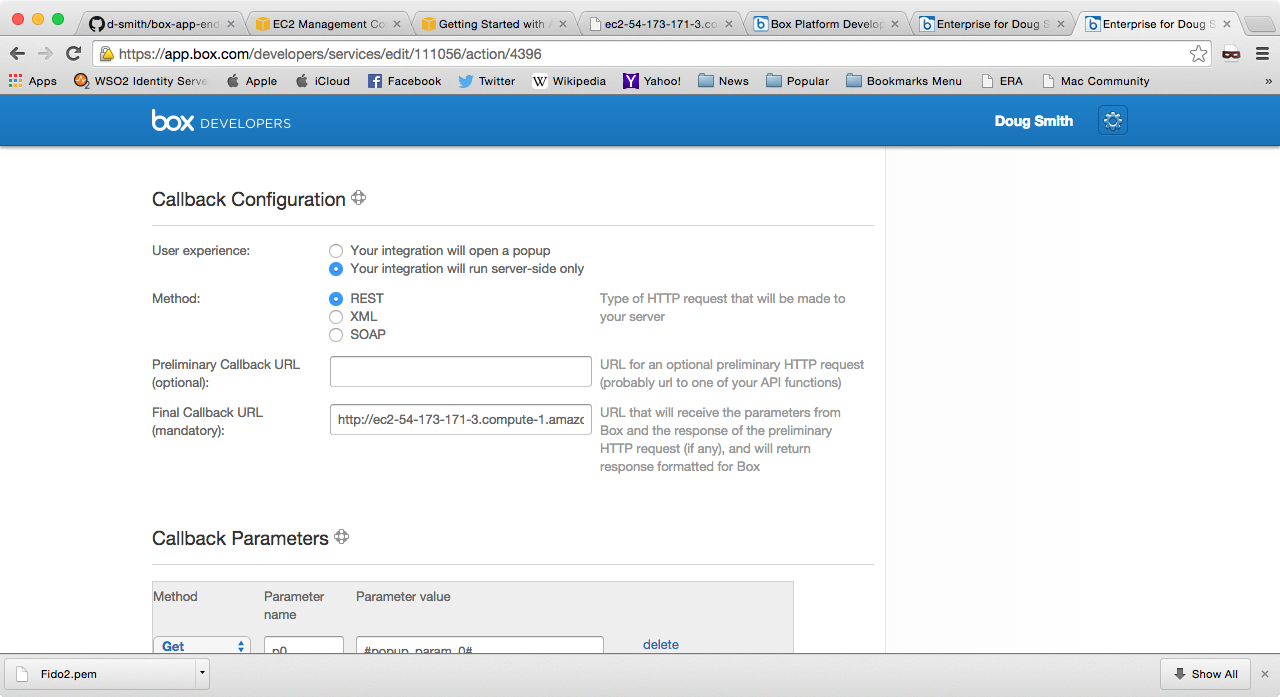 d-smith/box-app-end
EC2 Management Co
Getting Started with A
ec2-54-173-171-3.co
Box Platform Develop
Enterprise for Doug S
Enterprise for Doug S
https://app.box.com/developers/services/edit/111056/action/4396
Apps
WSO2 Identity Serve
Apple
iCloud
Facebook
Twitter
W Wikipedia
Y Yahoo!
News
Popular
Bookmarks Menu
ERA
Mac Community
»
box DEVELOPERS
Doug Smith
Callback Configuration
User experience:
Your integration will open a popup
Your integration will run server-side only
Method:
REST
XML
SOAP
Type of HTTP request that will be made to
your server
Preliminary Callback URL
(optional):
URL for an optional preliminary HTTP request
(probably url to one of your API functions)
Final Callback URL
(mandatory):
http://ec2-54-173-171-3.compute-1.amazo
URL that will receive the parameters from
Box and the response of the preliminary
HTTP request (if any), and will return
response formatted for Box
Callback Parameters
Method
Parameter
name
Parameter value
Get
p0
#popup_param_0#
delete
Fido2.pem
Show All